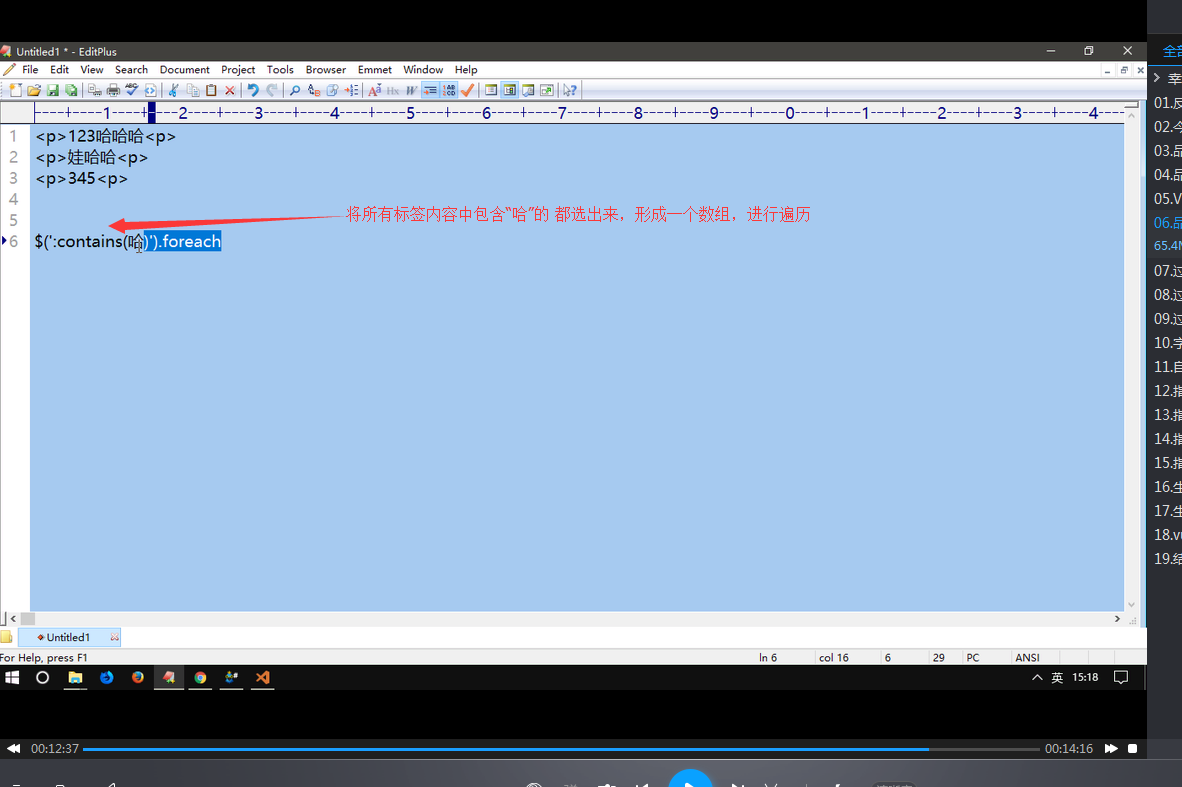 Untitled1 * - EditPlus
File Edit View Search Document Project Tools Browser Emmet Window Help
----+----1----+----2----+----3----+----4----+----5----+----6----+----7----+----8----+----9----+----0----+----1----+----2----+----3----+----4----
1 <p>123哈哈哈<p>
2 <p>娃哈哈<p>
3 <p>345<p>
4
将所有标签内容中包含“哈”的 都选出来，形成一个数组，进行遍历
5
6 $(':contains(哈)').foreach
Untitled1
For Help, press F1 ln 6 col 16 6 29 PC ANSI
英 15:18
00:12:37 00:14:16
幸
01.反
02.今
03.品
04.品
05.V
06.品
65.4M
07.过
08.过
09.过
10.字
11.自
12.指
13.指
14.指
15.指
16.生
17.生
18.vu
19.结